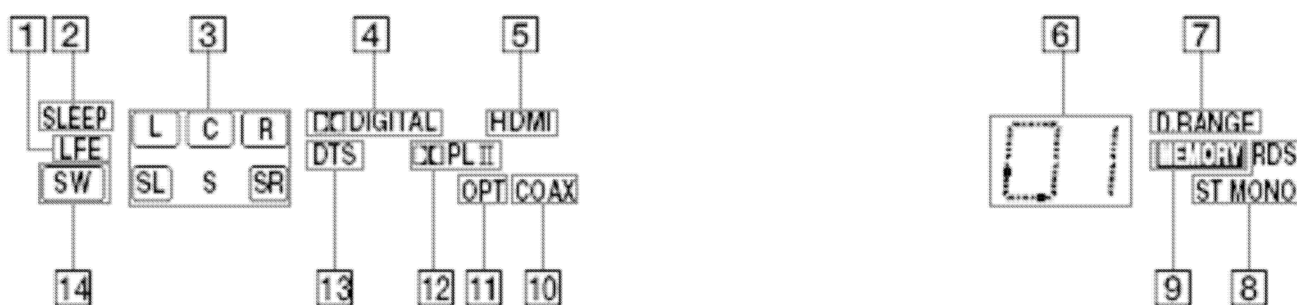 1 2 3 4 5 6 7
SLEEP L C R DIGITAL HDMI 01 D.RANGE
LFE DTS PL II MEMORY RDS
SW SL S SR OPT COAX ST MONO
14 13 12 11 10 9 8